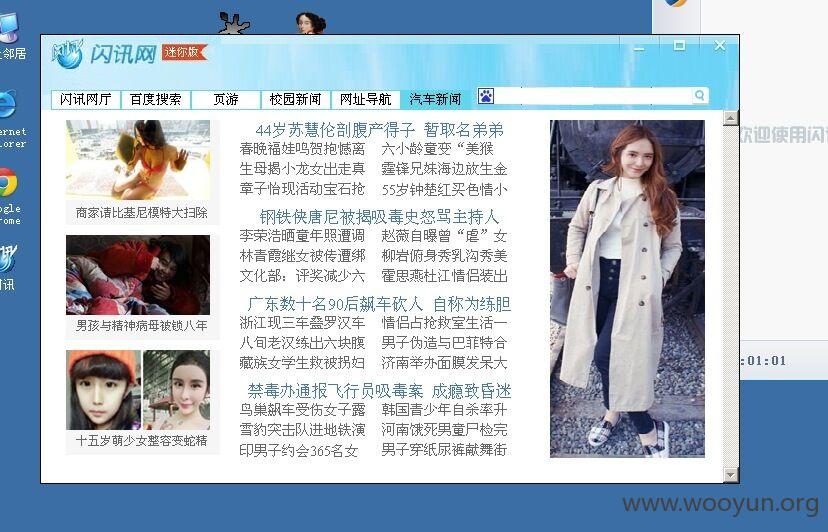 上邻居
ernet
lorer
ogle
rome
讯
闪讯网 迷你版
闪讯网厅 百度搜索 页游 校园新闻 网址导航 汽车新闻
欢迎使用闪讯
44岁苏慧伦剖腹产得子 暂取名弟弟
春晚福娃鸣贺抱憾离 六小龄童变“美猴
生母揭小龙女出走真 霆锋兄妹海边放生金
章子怡现活动宝石抢 55岁钟楚红买色情小
商家请比基尼模特大扫除
钢铁侠唐尼被揭吸毒史怒骂主持人
李荣浩晒童年照遭调 赵薇自曝曾“虐”女
林青霞继女被传遭绑 柳岩俯身秀乳沟秀美
文化部：评奖减少六 霍思燕杜江情侣装出
男孩与精神病母被锁八年
广东数十名90后飙车砍人 自称为练胆
浙江现三车叠罗汉车 情侣占抢救室生活一
八旬老汉练出六块腹 男子伪造与巴菲特合
藏族女学生救被拐妇 济南举办面膜发呆大
:01:01
禁毒办通报飞行员吸毒案 成瘾致昏迷
鸟巢飙车受伤女子露 韩国青少年自杀率升
雪豹突击队进地铁演 河南饿死男童尸检完
印男子约会365名女 男子穿纸尿裤献舞街
十五岁萌少女整容变蛇精
www.wooyun.org